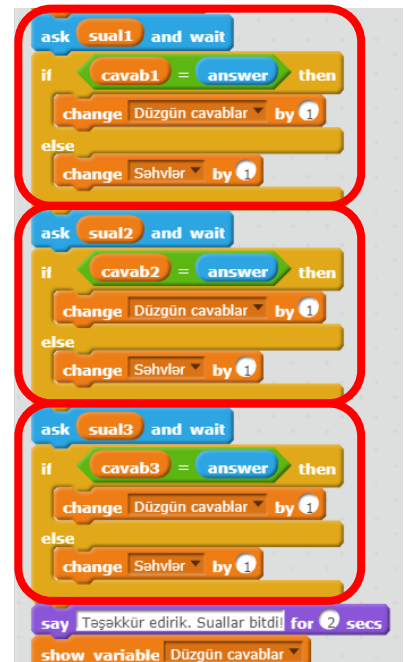 ask sual1 and wait
if cavab1 = answer then
change Düzgün cavablar by 1
else
change Səhvlər by 1
ask sual2 and wait
if cavab2 = answer then
change Düzgün cavablar by 1
else
change Səhvlər by 1
ask sual3 and wait
if cavab3 = answer then
change Düzgün cavablar by 1
else
change Səhvlər by 1
say Təşəkkür edirik. Suallar bitdi! for 2 secs
show variable Düzgün cavablar